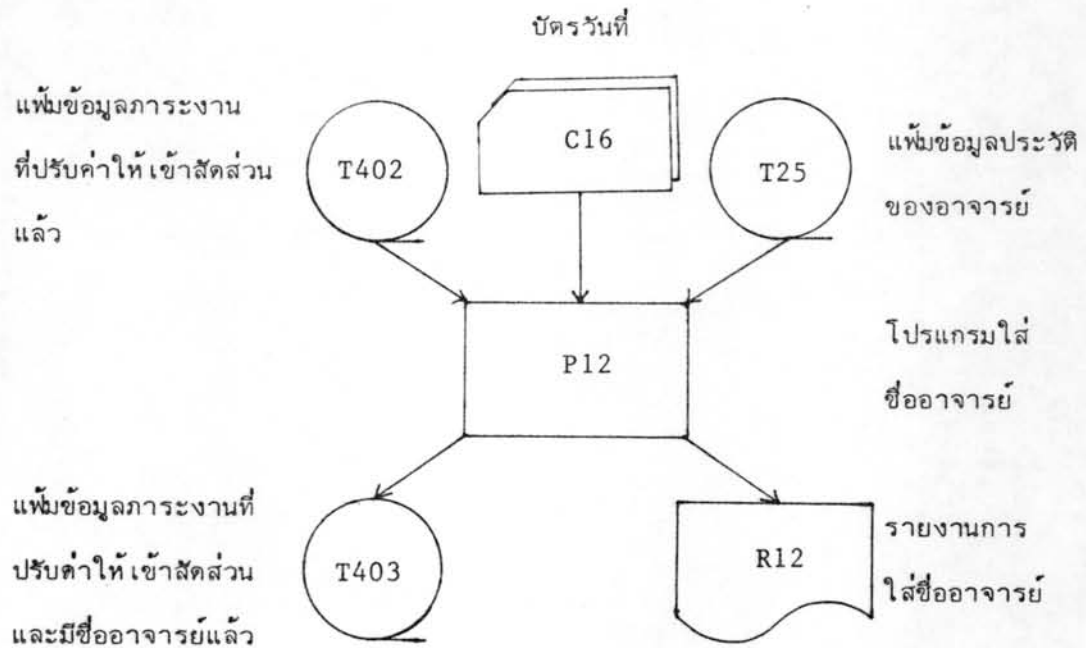 บัตรวันที่
แฟ้มข้อมูลภาระงาน
ที่ปรับค่าให้เข้าสัดส่วน
แล้ว
T402
C16
T25
แฟ้มข้อมูลประวัติ
ของอาจารย์
P12
โปรแกรมใส่
ชื่ออาจารย์
แฟ้มข้อมูลภาระงานที่
ปรับค่าให้เข้าสัดส่วน
และมีชื่ออาจารย์แล้ว
T403
R12
รายงานการ
ใส่ชื่ออาจารย์